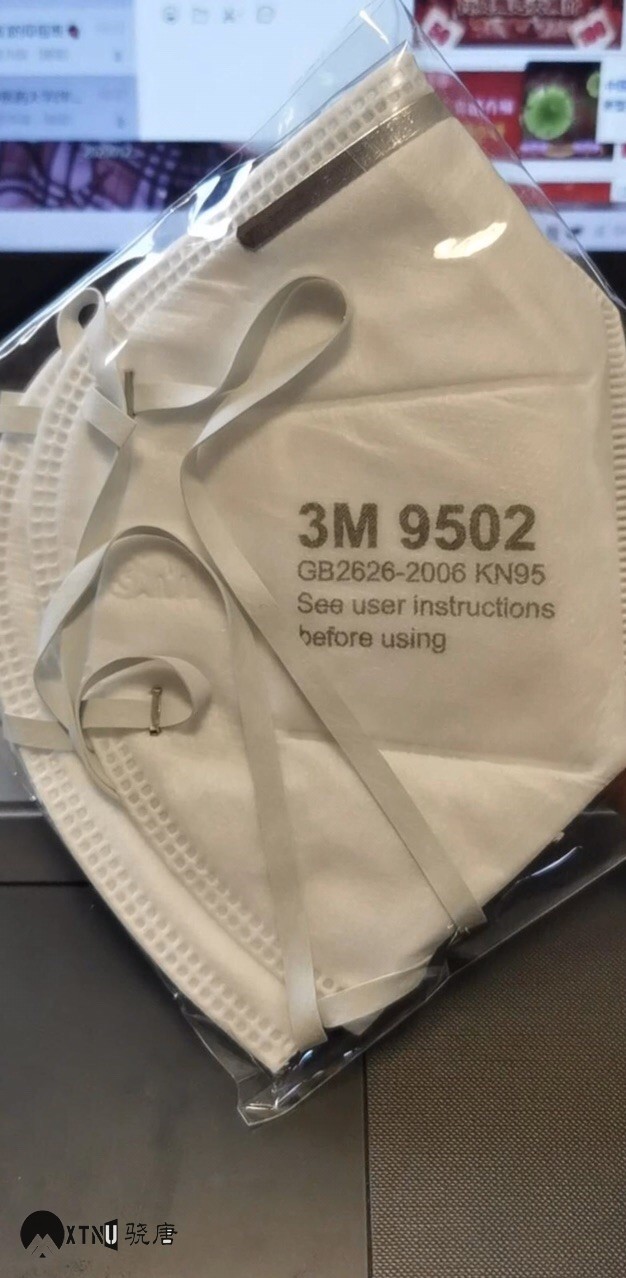 3M 9502
GB2626-2006 KN95
See user instructions
before using
XTNU 骁唐